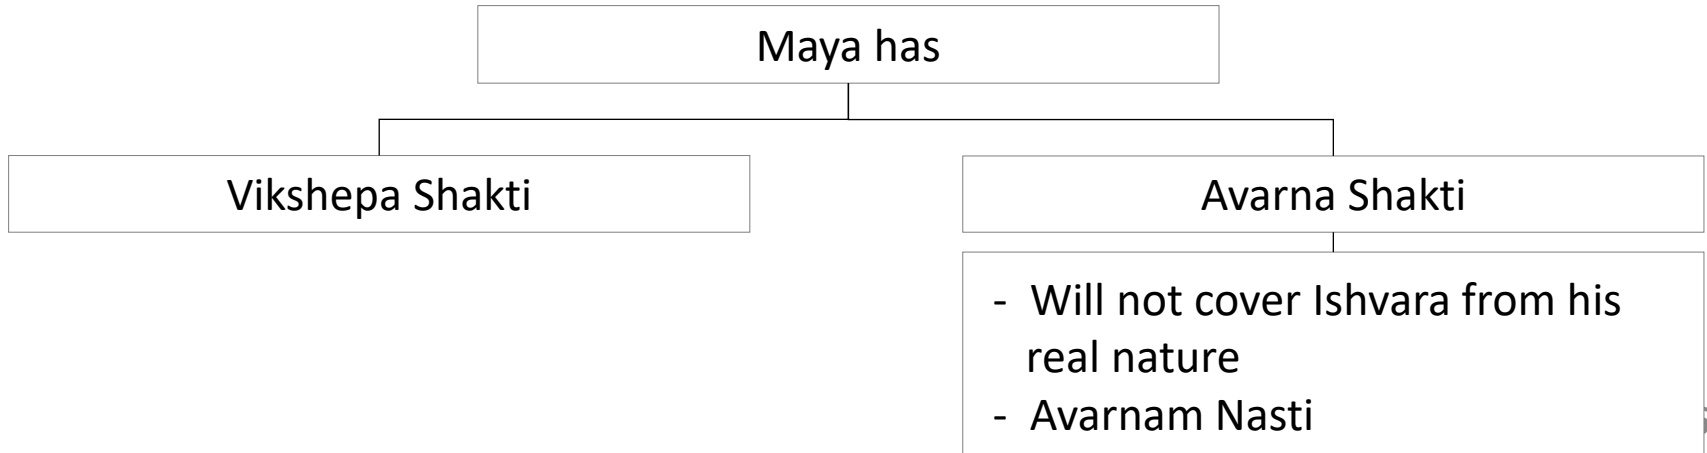 Maya has
Vikshepa Shakti
Avarna Shakti
- Will not cover Ishvara from his
real nature
- Avarnam Nasti